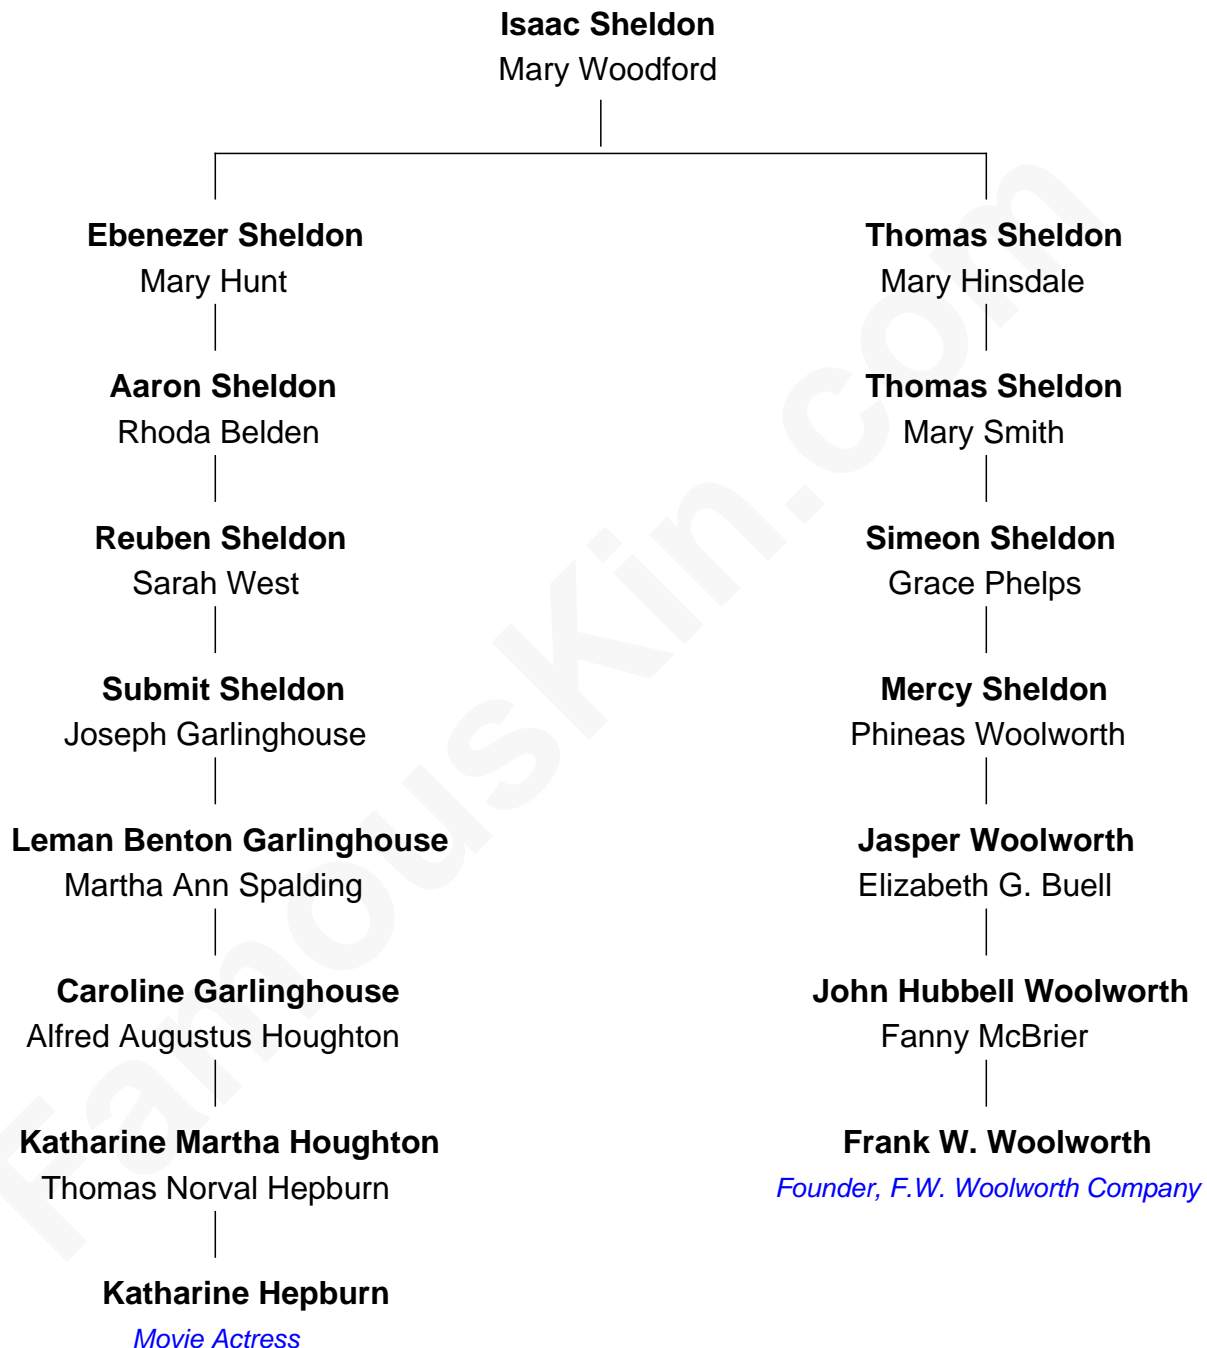 Isaac Sheldon
Mary Woodford
Ebenezer Sheldon
Mary Hunt
Thomas Sheldon
Mary Hinsdale
Aaron Sheldon
Rhoda Belden
Thomas Sheldon
Mary Smith
Reuben Sheldon
Sarah West
Simeon Sheldon
Grace Phelps
Submit Sheldon
Joseph Garlinghouse
Mercy Sheldon
Phineas Woolworth
Leman Benton Garlinghouse
Martha Ann Spalding
Jasper Woolworth
Elizabeth G. Buell
Caroline Garlinghouse
Alfred Augustus Houghton
John Hubbell Woolworth
Fanny McBrier
Katharine Martha Houghton
Thomas Norval Hepburn
Frank W. Woolworth
Founder, F.W. Woolworth Company
Katharine Hepburn
Movie Actress
FamousKin.com